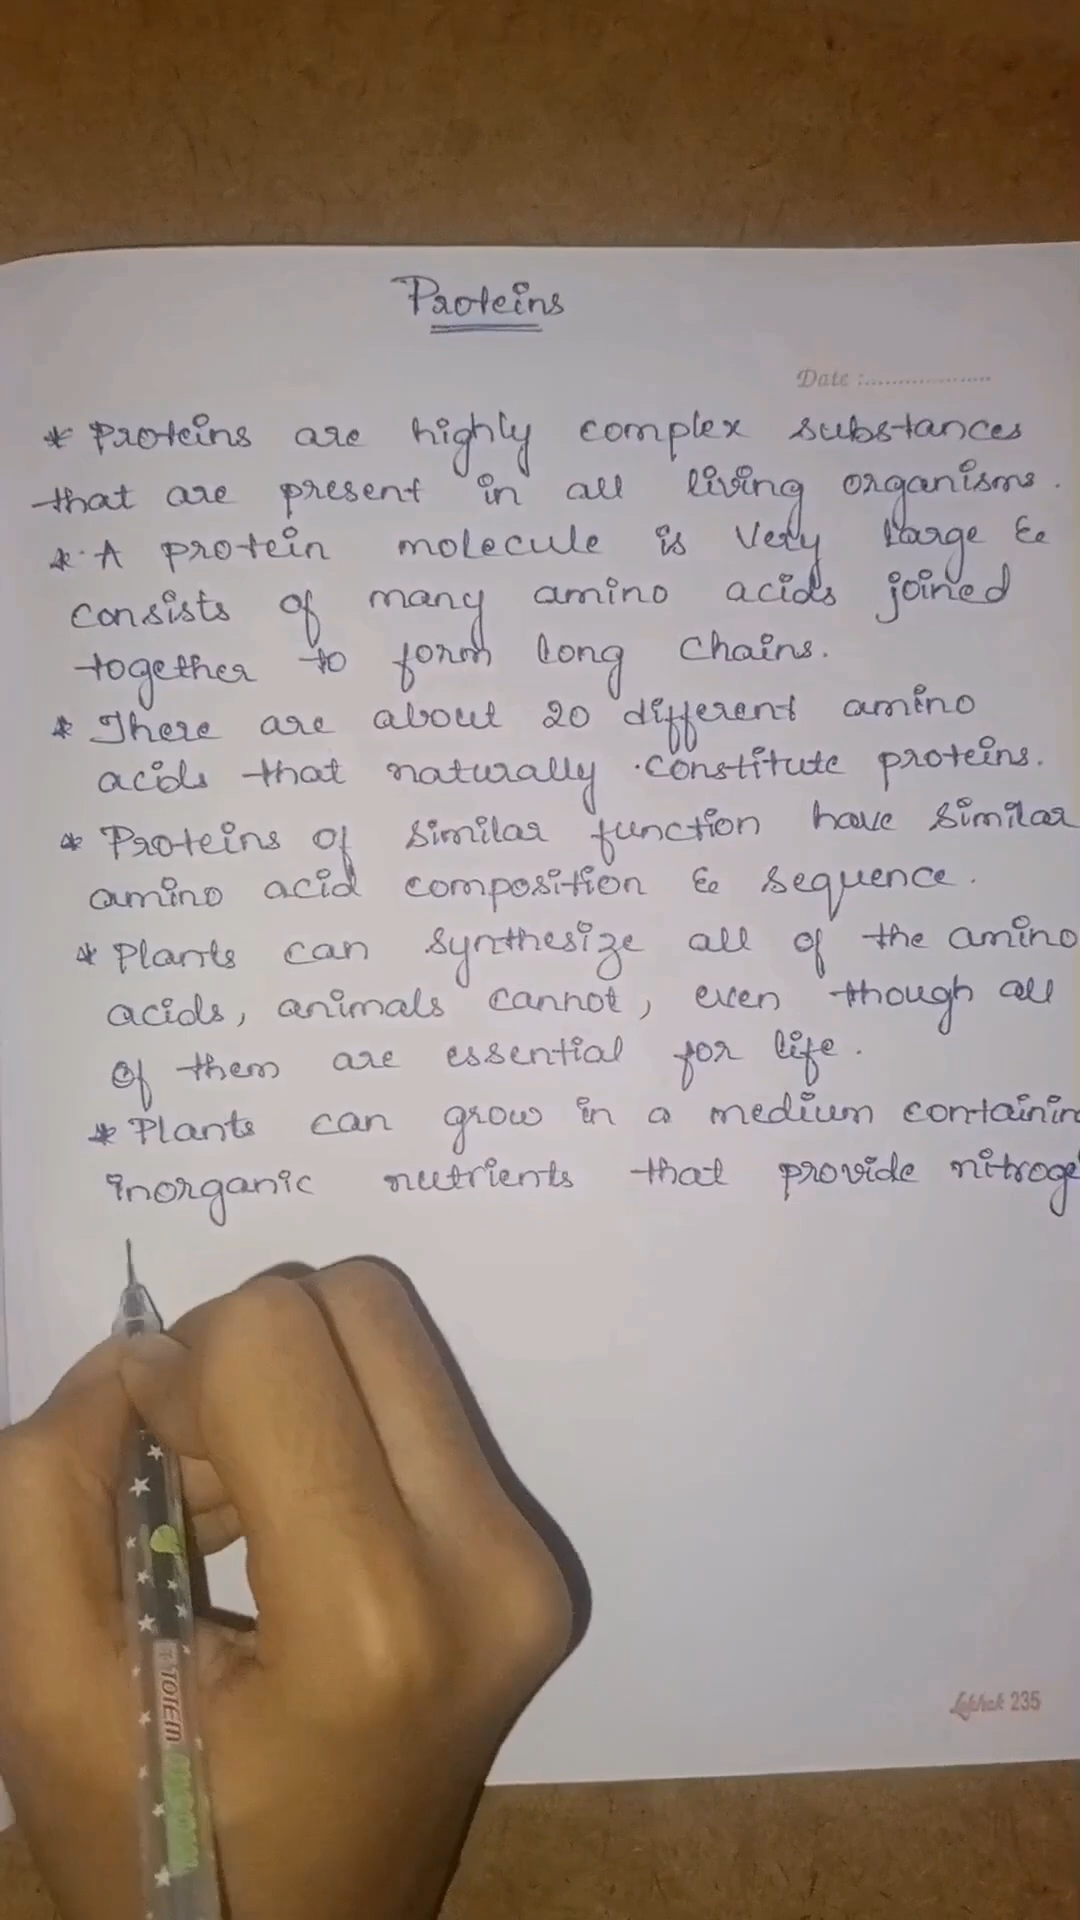 Proteins
Date :....................
* Proteins are highly complex substances
that are present in all living organisms.
* A protein molecule is very large &
consists of many amino acids joined
together to form long chains.
* There are about 20 different amino
acids that naturally constitute proteins.
* Proteins of similar function have similar
amino acid composition & sequence.
* Plants can synthesize all of the amino
acids, animals cannot, even though all
of them are essential for life.
* Plants can grow in a medium containin
inorganic nutrients that provide nitroge
TOTEM
Lekhak 235